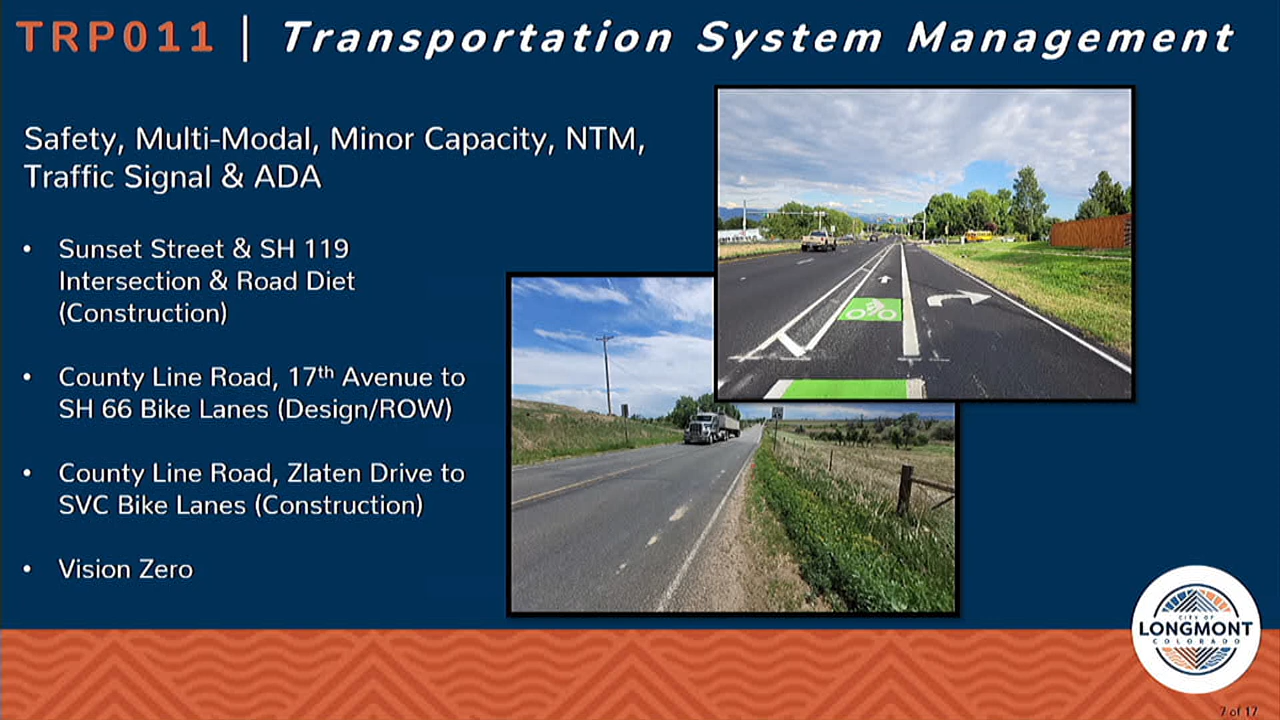 TRP011 | Transportation System Management
Safety, Multi-Modal, Minor Capacity, NTM,
Traffic Signal & ADA
• Sunset Street & SH 119
Intersection & Road Diet
(Construction)
• County Line Road, 17th Avenue to
SH 66 Bike Lanes (Design/ROW)
• County Line Road, Zlaten Drive to
SVC Bike Lanes (Construction)
• Vision Zero
CITY OF
LONGMONT
COLORADO
7 of 17